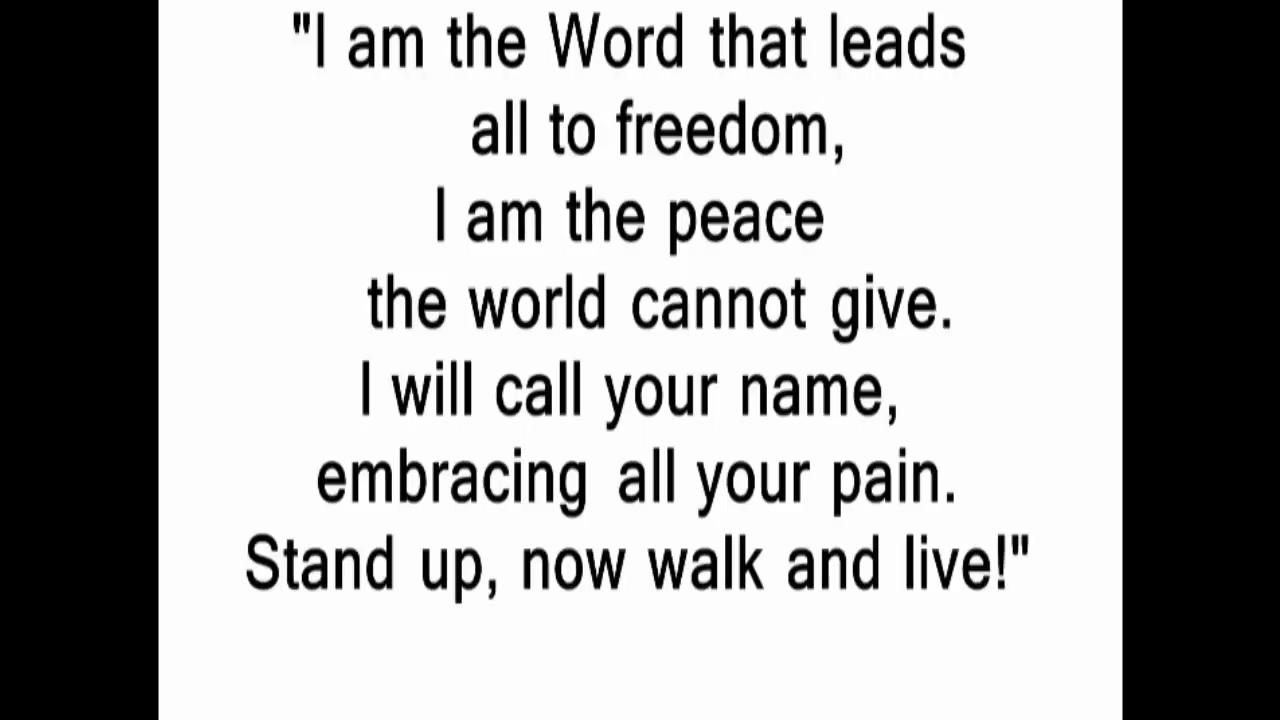 "I am the Word that leads
all to freedom,
I am the peace
the world cannot give.
I will call your name,
embracing all your pain.
Stand up, now walk and live!"